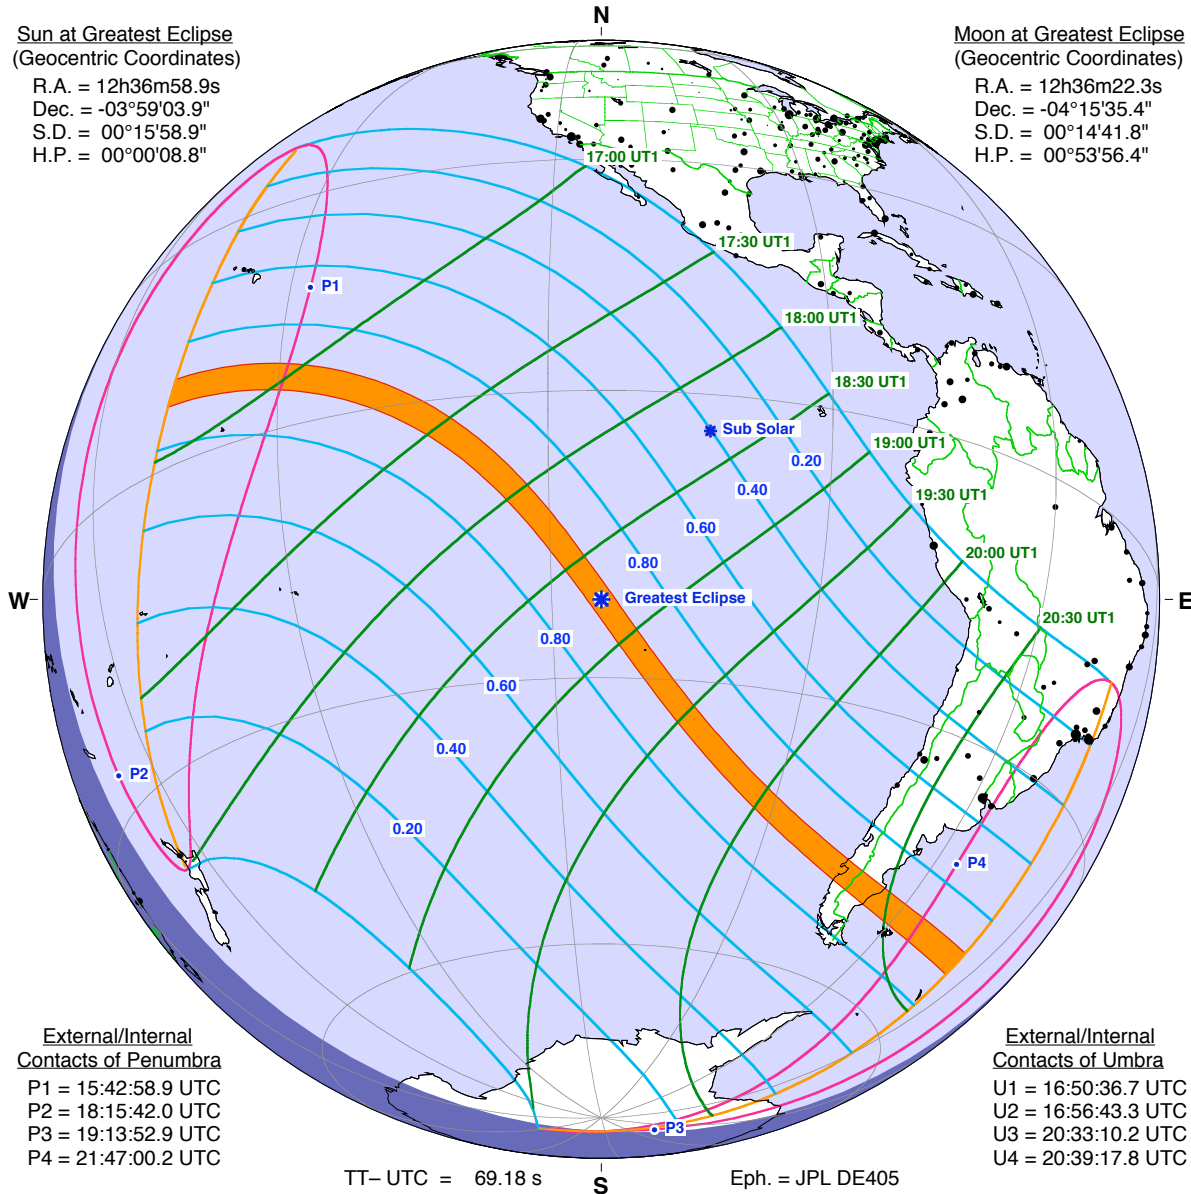 N
Sun at Greatest Eclipse
(Geocentric Coordinates)
R.A. = 12h36m58.9s
Dec. = -03°59'03.9"
S.D. = 00°15'58.9"
H.P. = 00°00'08.8"
Moon at Greatest Eclipse
(Geocentric Coordinates)
R.A. = 12h36m22.3s
Dec. = -04°15'35.4"
S.D. = 00°14'41.8"
H.P. = 00°53'56.4"
17:00 UT1
17:30 UT1
P1
18:00 UT1
18:30 UT1
Sub Solar
19:00 UT1
0.20
0.40
19:30 UT1
0.60
20:00 UT1
0.80
W
Greatest Eclipse
E
20:30 UT1
0.80
0.60
0.40
P2
0.20
P4
P3
External/Internal
Contacts of Penumbra
P1 = 15:42:58.9 UTC
P2 = 18:15:42.0 UTC
P3 = 19:13:52.9 UTC
P4 = 21:47:00.2 UTC
External/Internal
Contacts of Umbra
U1 = 16:50:36.7 UTC
U2 = 16:56:43.3 UTC
U3 = 20:33:10.2 UTC
U4 = 20:39:17.8 UTC
TT– UTC = 69.18 s
S
Eph. = JPL DE405